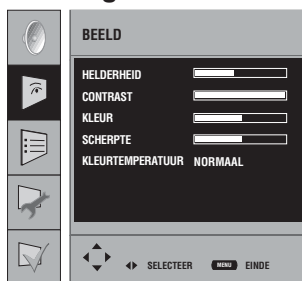 BEELD
HELDERHEID
CONTRAST
KLEUR
SCHERPTE
KLEURTEMPERATUUR NORMAAL
SELECTEER MENU EINDE